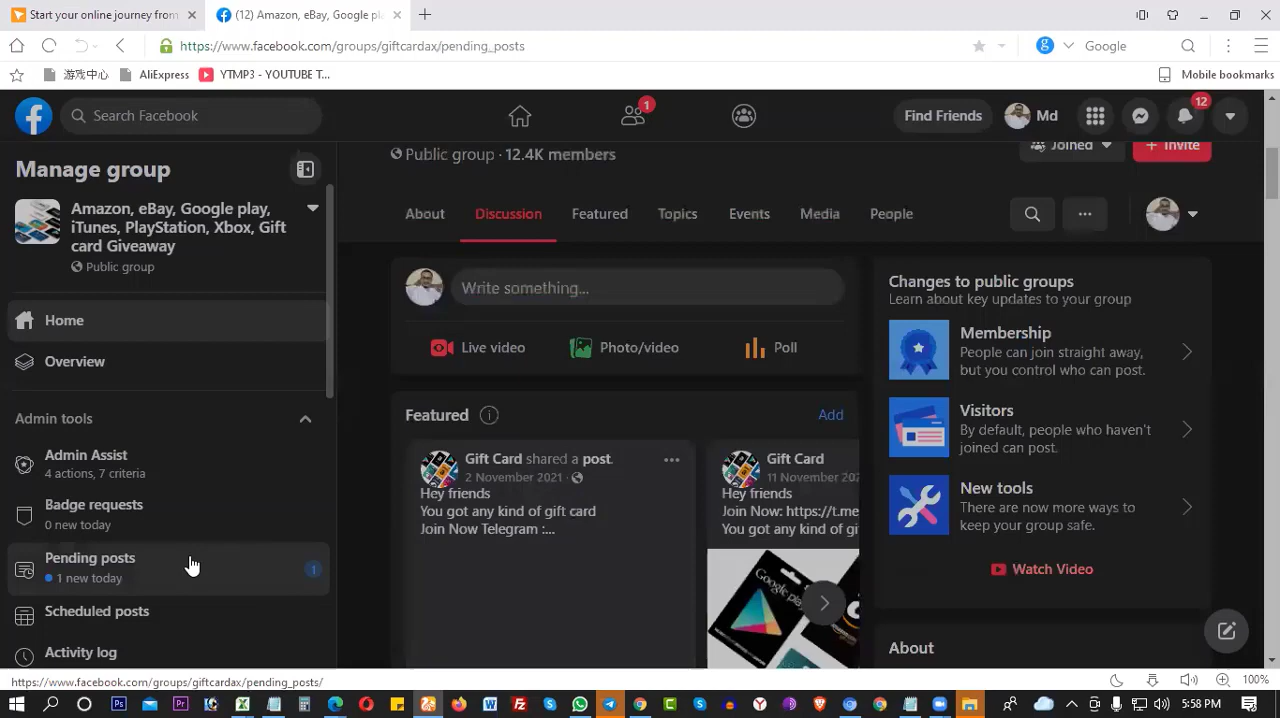 Start your online journey from
(12) Amazon, eBay, Google pl
https://www.facebook.com/groups/giftcardax/pending_posts
Google
游戏中心
AliExpress
YTMP3 - YOUTUBE T...
Mobile bookmarks
Search Facebook
1
Find Friends
Md
12
Manage group
Amazon, eBay, Google play,
iTunes, PlayStation, Xbox, Gift
card Giveaway
Public group
Home
Overview
Admin tools
Admin Assist
4 actions, 7 criteria
Badge requests
0 new today
Pending posts
1 new today
1
Scheduled posts
Activity log
Public group · 12.4K members
Joined
+ Invite
About
Discussion
Featured
Topics
Events
Media
People
Write something...
Live video
Photo/video
Poll
Featured
Add
Gift Card shared a post.
2 November 2021 ·
Hey friends
You got any kind of gift card
Join Now Telegram :...
Gift Card
11 November 202
Hey friends
Join Now: https://t.me
You got any kind of gi
Google play
Changes to public groups
Learn about key updates to your group
Membership
People can join straight away,
but you control who can post.
Visitors
By default, people who haven't
joined can post.
New tools
There are now more ways to
keep your group safe.
Watch Video
About
https://www.facebook.com/groups/giftcardax/pending_posts/
100%
5:58 PM